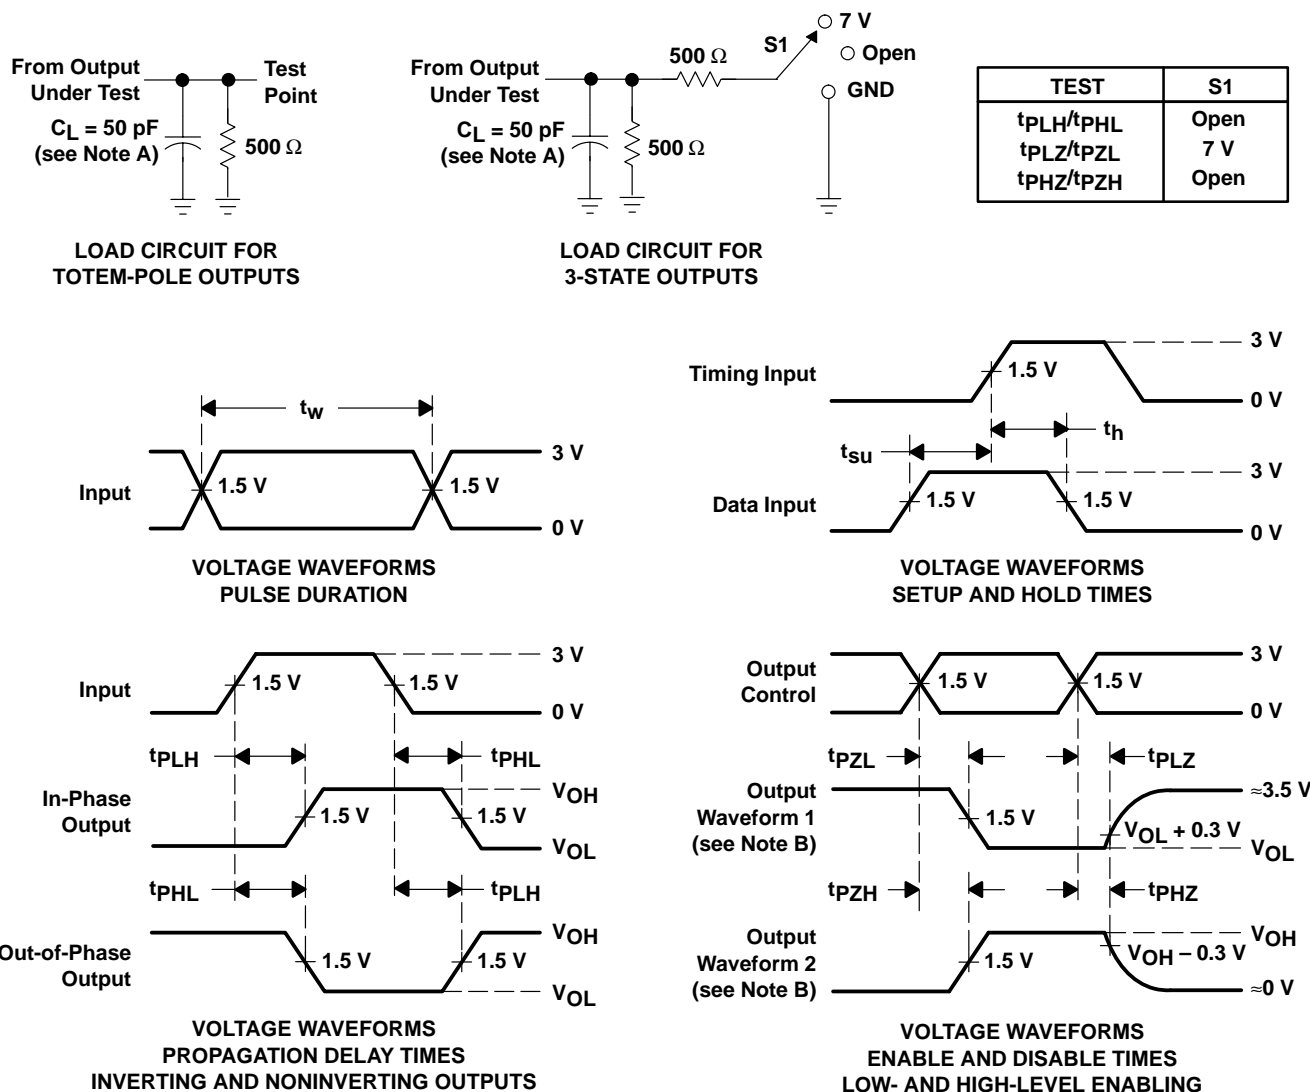 From Output
Under Test
Test
Point
CL = 50 pF
(see Note A)
500 Ω
LOAD CIRCUIT FOR
TOTEM-POLE OUTPUTS
From Output
Under Test
CL = 50 pF
(see Note A)
500 Ω
500 Ω
S1
7 V
Open
GND
LOAD CIRCUIT FOR
3-STATE OUTPUTS
TEST S1
tPLH/tPHL Open
tPLZ/tPZL 7 V
tPHZ/tPZH Open
tw
Input
1.5 V
1.5 V
3 V
0 V
VOLTAGE WAVEFORMS
PULSE DURATION
Timing Input
1.5 V
3 V
0 V
th
tsu
Data Input
1.5 V
1.5 V
3 V
0 V
VOLTAGE WAVEFORMS
SETUP AND HOLD TIMES
Input
1.5 V
1.5 V
3 V
0 V
tPLH
tPHL
In-Phase
Output
1.5 V
1.5 V
VOH
VOL
tPHL
tPLH
Out-of-Phase
Output
1.5 V
1.5 V
VOH
VOL
VOLTAGE WAVEFORMS
PROPAGATION DELAY TIMES
INVERTING AND NONINVERTING OUTPUTS
Output
Control
1.5 V
1.5 V
3 V
0 V
tPZL
tPLZ
Output
Waveform 1
(see Note B)
1.5 V
VOL + 0.3 V
≈3.5 V
VOL
tPZH
tPHZ
Output
Waveform 2
(see Note B)
1.5 V
VOH – 0.3 V
VOH
≈0 V
VOLTAGE WAVEFORMS
ENABLE AND DISABLE TIMES
LOW- AND HIGH-LEVEL ENABLING